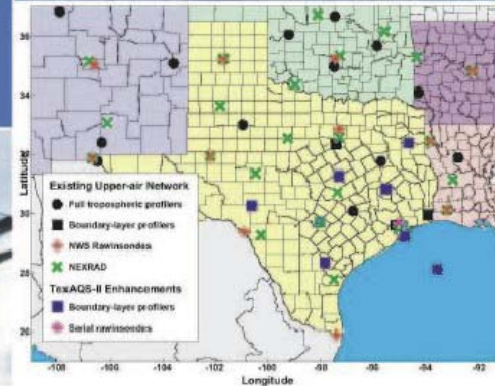 36
34
32
30
28
26
Latitude
Existing Upper-air Network
Full tropospheric profilers
Boundary-layer profilers
NWS Rawinsondes
NEXRAD
TexAQS-II Enhancements
Boundary-layer profilers
Serial rawinsondes
-108 -106 -104 -102 -100 -98 -96 -94 -92
Longitude